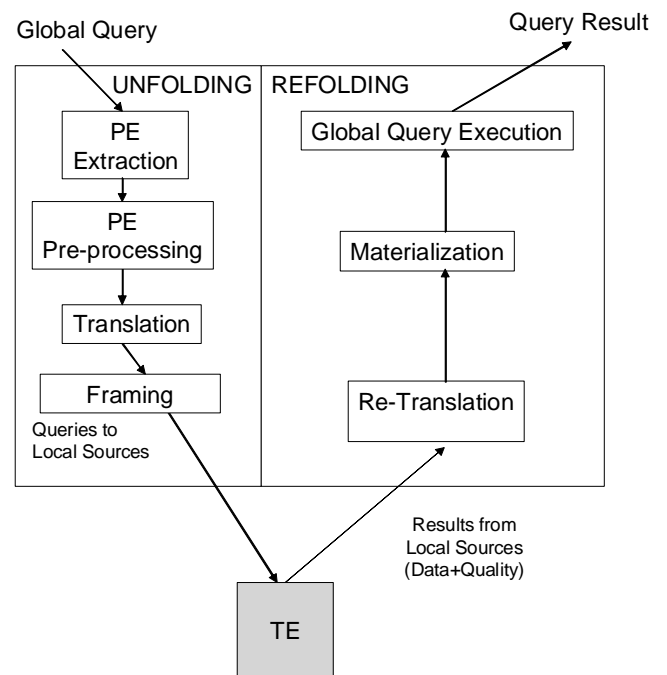 Global Query
Query Result
UNFOLDING
REFOLDING
PE
Extraction
PE
Pre-processing
Translation
Framing
Queries to
Local Sources
Global Query Execution
Materialization
Re-Translation
Results from
Local Sources
(Data+Quality)
TE